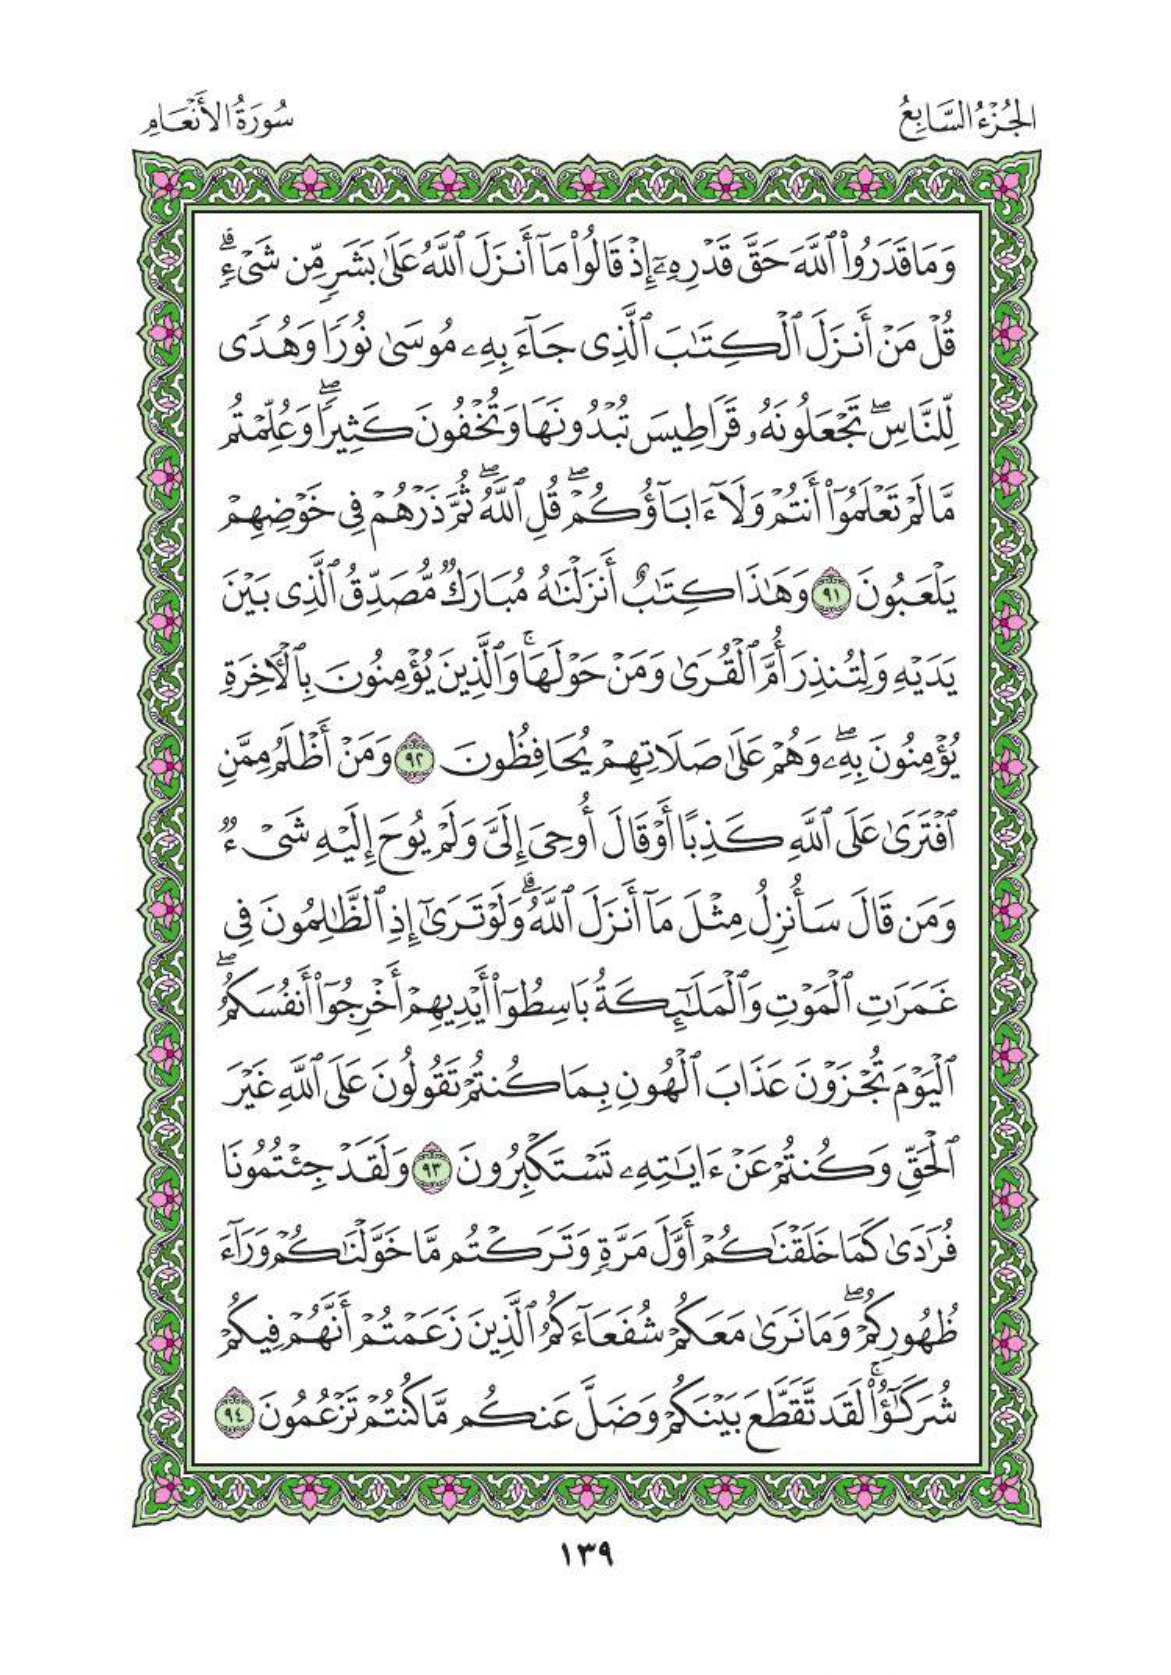 الجُزْءُ السَّابِعُ
سُورَةُ الأَنْعَامِ
وَمَا قَدَرُوا۟ ٱللَّهَ حَقَّ قَدْرِهِۦٓ إِذْ قَالُوا۟ مَآ أَنزَلَ ٱللَّهُ عَلَىٰ بَشَرٍ مِّن شَىْءٍ ۗ
قُلْ مَنْ أَنزَلَ ٱلْكِتَـٰبَ ٱلَّذِى جَآءَ بِهِۦ مُوسَىٰ نُورًا وَهُدًى
لِّلنَّاسِ ۖ تَجْعَلُونَهُۥ قَرَاطِيسَ تُبْدُونَهَا وَتُخْفُونَ كَثِيرًا ۖ وَعُلِّمْتُم
مَّا لَمْ تَعْلَمُوٓا۟ أَنتُمْ وَلَآ ءَابَآؤُكُمْ ۖ قُلِ ٱللَّهُ ۖ ثُمَّ ذَرْهُمْ فِى خَوْضِهِمْ
يَلْعَبُونَ ٩١ وَهَـٰذَا كِتَـٰبٌ أَنزَلْنَـٰهُ مُبَارَكٌ مُّصَدِّقُ ٱلَّذِى بَيْنَ
يَدَيْهِ وَلِتُنذِرَ أُمَّ ٱلْقُرَىٰ وَمَنْ حَوْلَهَا ۚ وَٱلَّذِينَ يُؤْمِنُونَ بِٱلْـَٔاخِرَةِ
يُؤْمِنُونَ بِهِۦ ۖ وَهُمْ عَلَىٰ صَلَاتِهِمْ يُحَافِظُونَ ٩٢ وَمَنْ أَظْلَمُ مِمَّنِ
ٱفْتَرَىٰ عَلَى ٱللَّهِ كَذِبًا أَوْ قَالَ أُوحِىَ إِلَىَّ وَلَمْ يُوحَ إِلَيْهِ شَىْءٌ
وَمَن قَالَ سَأُنزِلُ مِثْلَ مَآ أَنزَلَ ٱللَّهُ ۗ وَلَوْ تَرَىٰٓ إِذِ ٱلظَّـٰلِمُونَ فِى
غَمَرَٰتِ ٱلْمَوْتِ وَٱلْمَلَـٰٓئِكَةُ بَاسِطُوٓا۟ أَيْدِيهِمْ أَخْرِجُوٓا۟ أَنفُسَكُمُ ۖ
ٱلْيَوْمَ تُجْزَوْنَ عَذَابَ ٱلْهُونِ بِمَا كُنتُمْ تَقُولُونَ عَلَى ٱللَّهِ غَيْرَ
ٱلْحَقِّ وَكُنتُمْ عَنْ ءَايَـٰتِهِۦ تَسْتَكْبِرُونَ ٩٣ وَلَقَدْ جِئْتُمُونَا
فُرَٰدَىٰ كَمَا خَلَقْنَـٰكُمْ أَوَّلَ مَرَّةٍ وَتَرَكْتُم مَّا خَوَّلْنَـٰكُمْ وَرَآءَ
ظُهُورِكُمْ ۖ وَمَا نَرَىٰ مَعَكُمْ شُفَعَآءَكُمُ ٱلَّذِينَ زَعَمْتُمْ أَنَّهُمْ فِيكُمْ
شُرَكَـٰٓؤُا۟ ۚ لَقَد تَّقَطَّعَ بَيْنَكُمْ وَضَلَّ عَنكُم مَّا كُنتُمْ تَزْعُمُونَ ٩٤
١٣٩